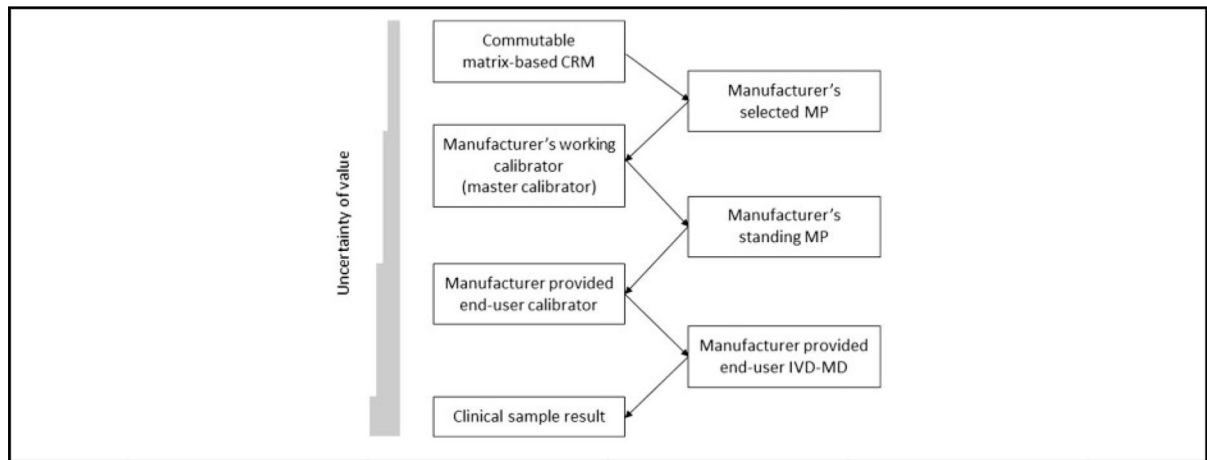 Commutable
matrix-based CRM
Manufacturer's
selected MP
Manufacturer's working
calibrator
(master calibrator)
Manufacturer's
standing MP
Manufacturer provided
end-user calibrator
Manufacturer provided
end-user IVD-MD
Clinical sample result
Uncertainty of value